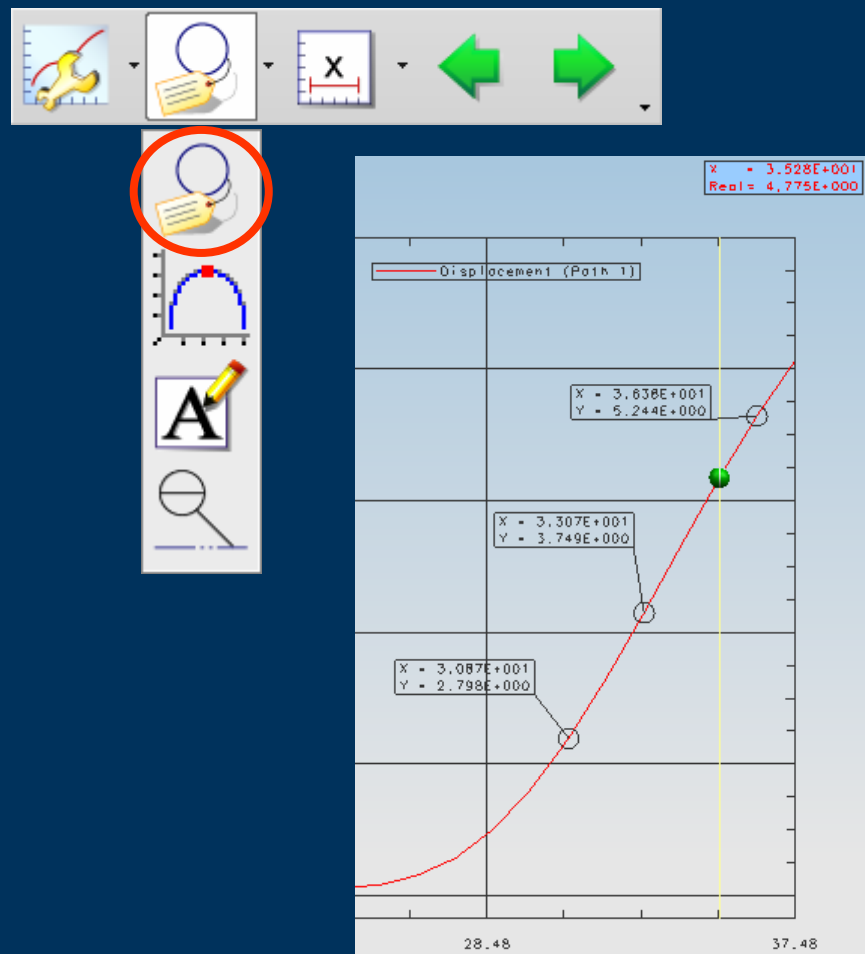 X
A
X = 3.528E+001
Real= 4.775E+000
Displacement (Path 1)
X = 3.638E+001
Y = 5.244E+000
X = 3.307E+001
Y = 3.749E+000
X = 3.087E+001
Y = 2.798E+000
28.48
37.48